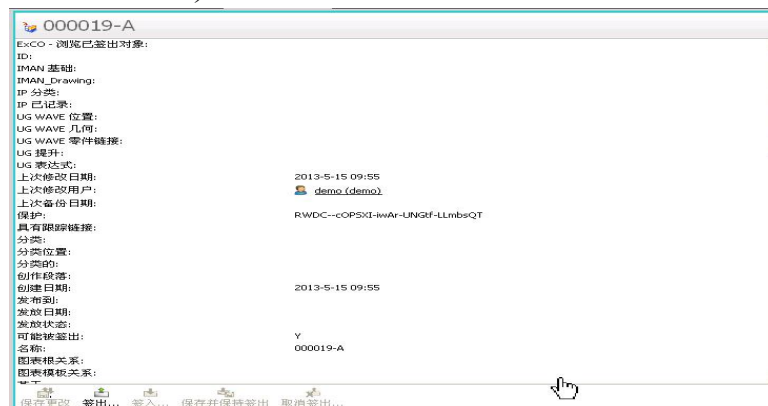 000019-A
ExCO - 浏览已签出对象:
ID:
IMAN 基础:
IMAN_Drawing:
IP 分类:
IP 已记录:
UG WAVE 位置:
UG WAVE 几何:
UG WAVE 零件链接:
UG 提升:
UG 表达式:
上次修改日期: 2013-5-15 09:55
上次修改用户: demo (demo)
上次备份日期:
保护: RWDC--cOPSXI-iwAr-UNGtf-LLmbsQT
具有跟踪链接:
分类:
分类位置:
分类的:
创作段落:
创建日期: 2013-5-15 09:55
发布到:
发放日期:
发放状态:
可能被签出: Y
名称: 000019-A
图表根关系:
图表模板关系:
保存更改 签出... 签入... 保存并保持签出 取消签出...